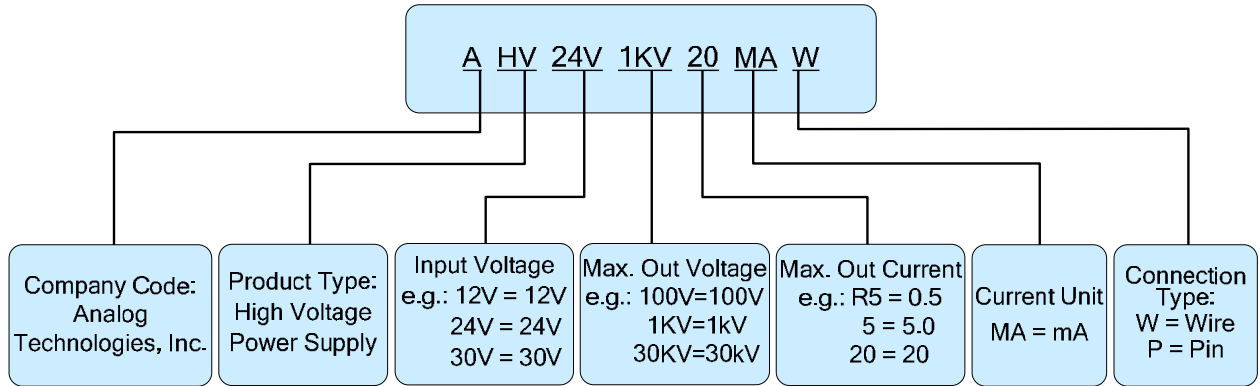 A HV 24V 1KV 20 MA W
Company Code:
Analog
Technologies, Inc.
Product Type:
High Voltage
Power Supply
Input Voltage
e.g.: 12V = 12V
24V = 24V
30V = 30V
Max. Out Voltage
e.g.: 100V=100V
1KV=1kV
30KV=30kV
Max. Out Current
e.g.: R5 = 0.5
5 = 5.0
20 = 20
Current Unit
MA = mA
Connection
Type:
W = Wire
P = Pin